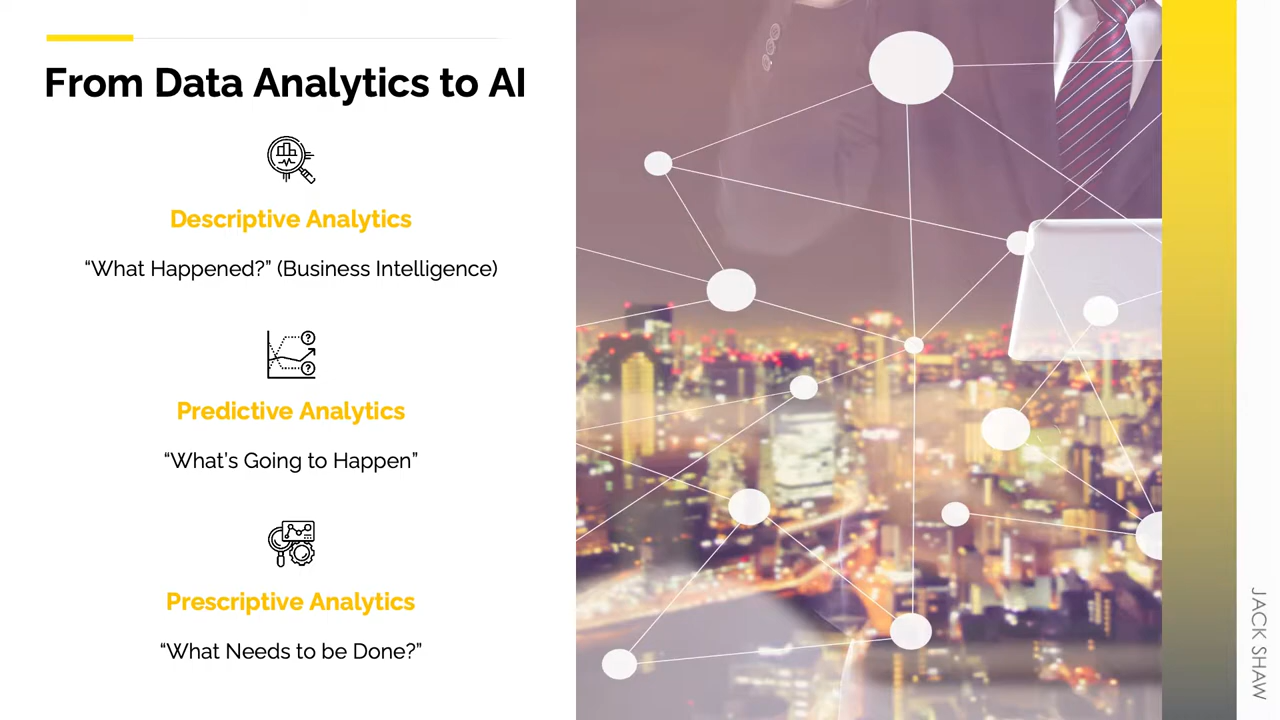 From Data Analytics to AI
Descriptive Analytics
“What Happened?” (Business Intelligence)
? 
?
Predictive Analytics
“What’s Going to Happen”
Prescriptive Analytics
“What Needs to be Done?”
JACK SHAW